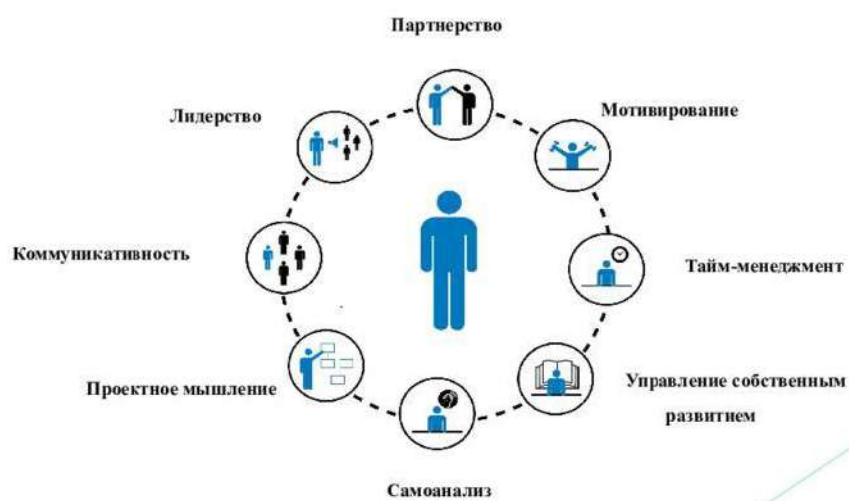 Партнерство
Лидерство
Мотивирование
Коммуникативность
Тайм-менеджмент
Проектное мышление
Управление собственным
развитием
Самоанализ